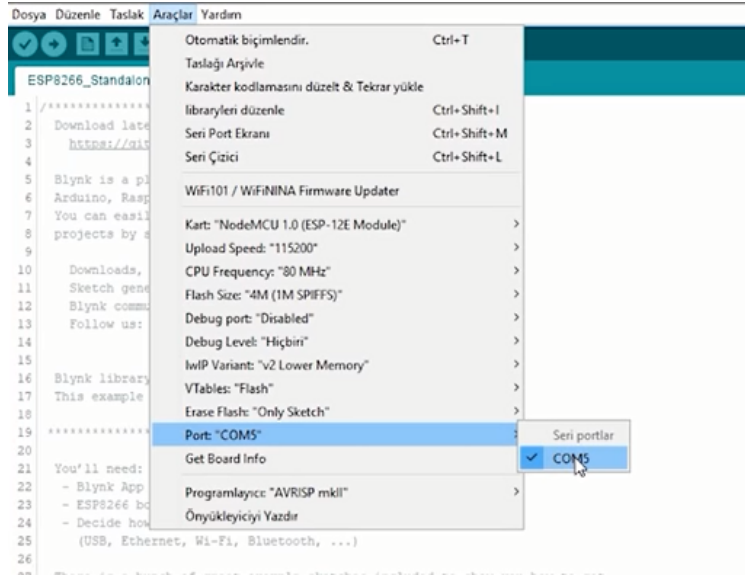 Dosya Düzenle Taslak Araçlar Yardım
Otomatik biçimlendir. Ctrl+T
Taslağı Arşivle
Karakter kodlamasını düzelt & Tekrar yükle
libraryleri düzenle Ctrl+Shift+I
Seri Port Ekranı Ctrl+Shift+M
Seri Çizici Ctrl+Shift+L
WiFi101 / WiFiNINA Firmware Updater
Kart: "NodeMCU 1.0 (ESP-12E Module)"
Upload Speed: "115200"
CPU Frequency: "80 MHz"
Flash Size: "4M (1M SPIFFS)"
Debug port: "Disabled"
Debug Level: "Hiçbiri"
lwIP Variant: "v2 Lower Memory"
VTables: "Flash"
Erase Flash: "Only Sketch"
Port: "COM5"
Get Board Info
Programlayıcı: "AVRISP mkII"
Önyükleyiciyi Yazdır
Seri portlar
COM5
ESP8266_Standalon
1 /****************
2 Download late
3 https://git
4
5 Blynk is a pl
6 Arduino, Rasp
7 You can easil
8 projects by s
9
10 Downloads,
11 Sketch gene
12 Blynk commu
13 Follow us:
14
15
16 Blynk library
17 This example
18
19 **************
20
21 You'll need:
22 - Blynk App
23 - ESP8266 bo
24 - Decide how
25 (USB, Ethernet, Wi-Fi, Bluetooth, ...)
26